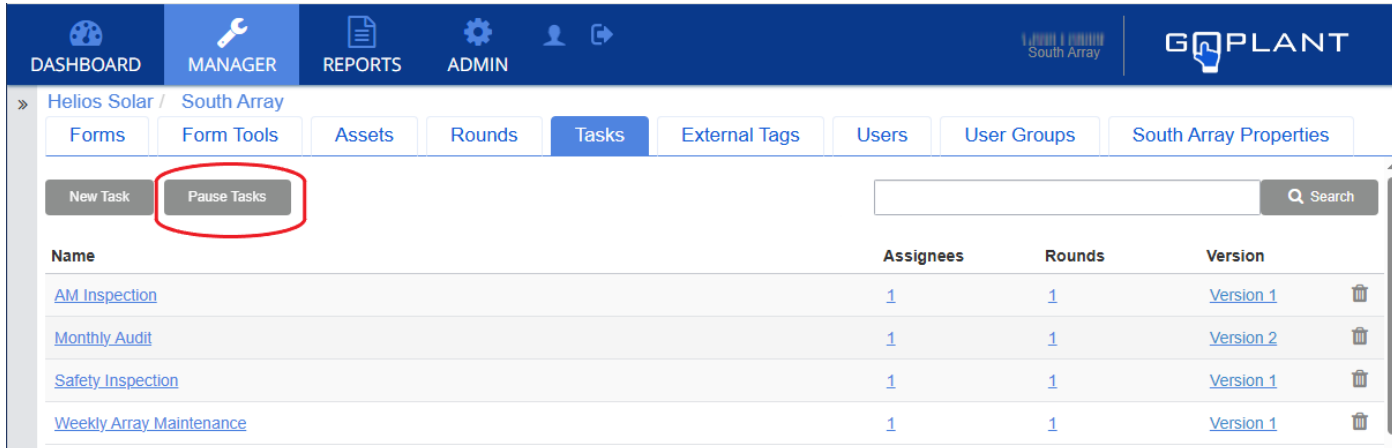 DASHBOARD MANAGER REPORTS ADMIN South Array GOPLANT
» Helios Solar / South Array
Forms Form Tools Assets Rounds Tasks External Tags Users User Groups South Array Properties
New Task Pause Tasks Search
Name Assignees Rounds Version
AM Inspection 1 1 Version 1
Monthly Audit 1 1 Version 2
Safety Inspection 1 1 Version 1
Weekly Array Maintenance 1 1 Version 1